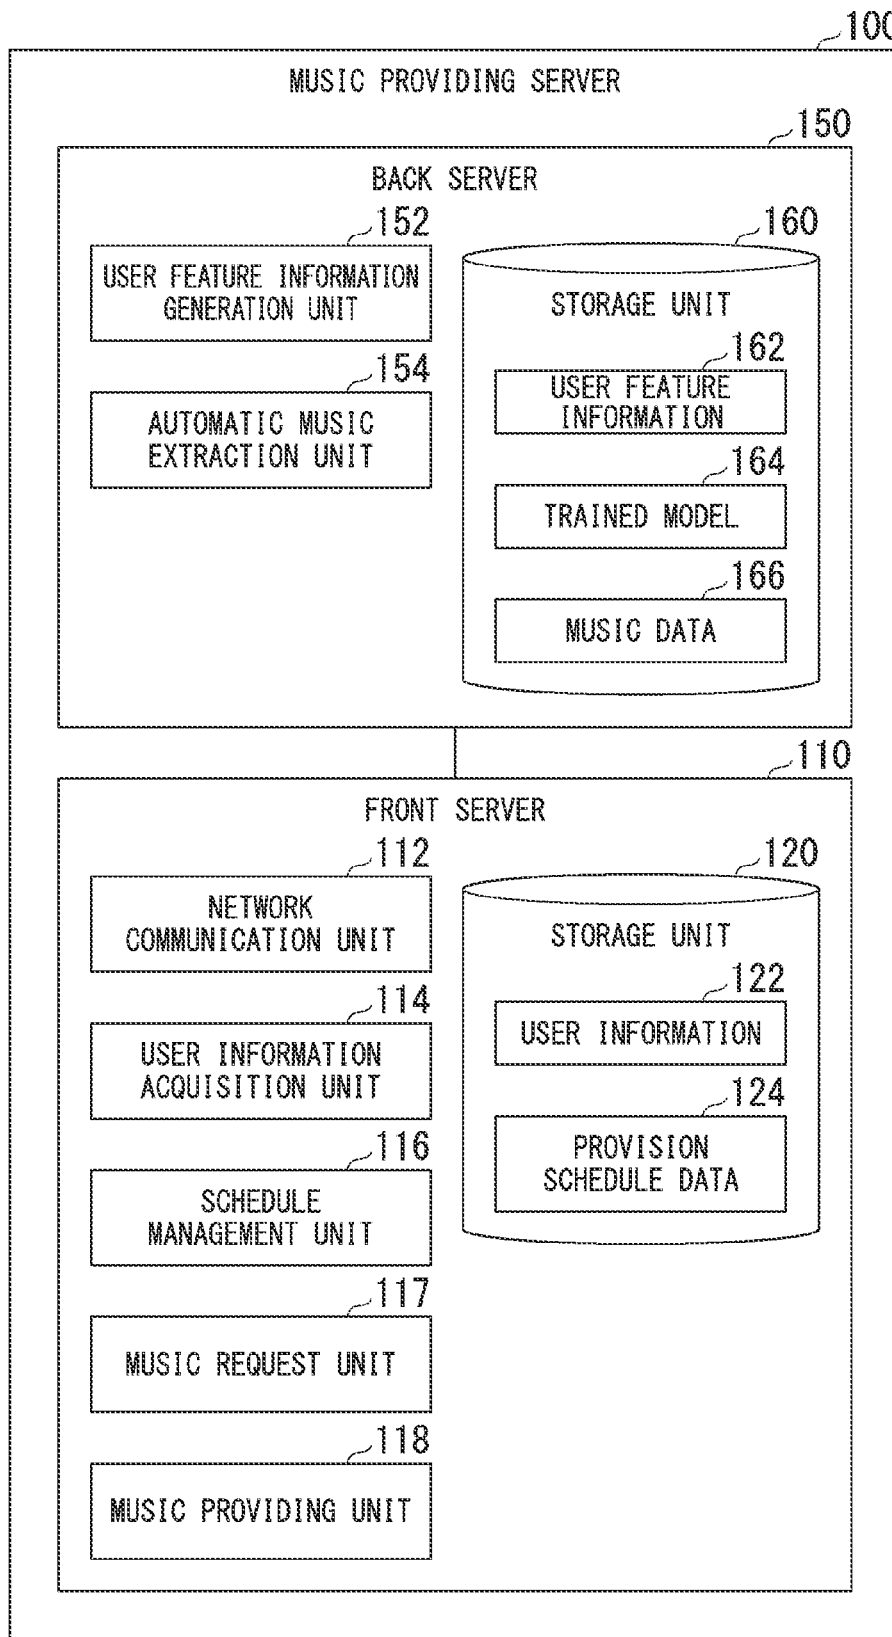 100
MUSIC PROVIDING SERVER
150
BACK SERVER
152
USER FEATURE INFORMATION
GENERATION UNIT
154
AUTOMATIC MUSIC
EXTRACTION UNIT
160
STORAGE UNIT
162
USER FEATURE
INFORMATION
164
TRAINED MODEL
166
MUSIC DATA
110
FRONT SERVER
112
NETWORK
COMMUNICATION UNIT
114
USER INFORMATION
ACQUISITION UNIT
116
SCHEDULE
MANAGEMENT UNIT
117
MUSIC REQUEST UNIT
118
MUSIC PROVIDING UNIT
120
STORAGE UNIT
122
USER INFORMATION
124
PROVISION
SCHEDULE DATA